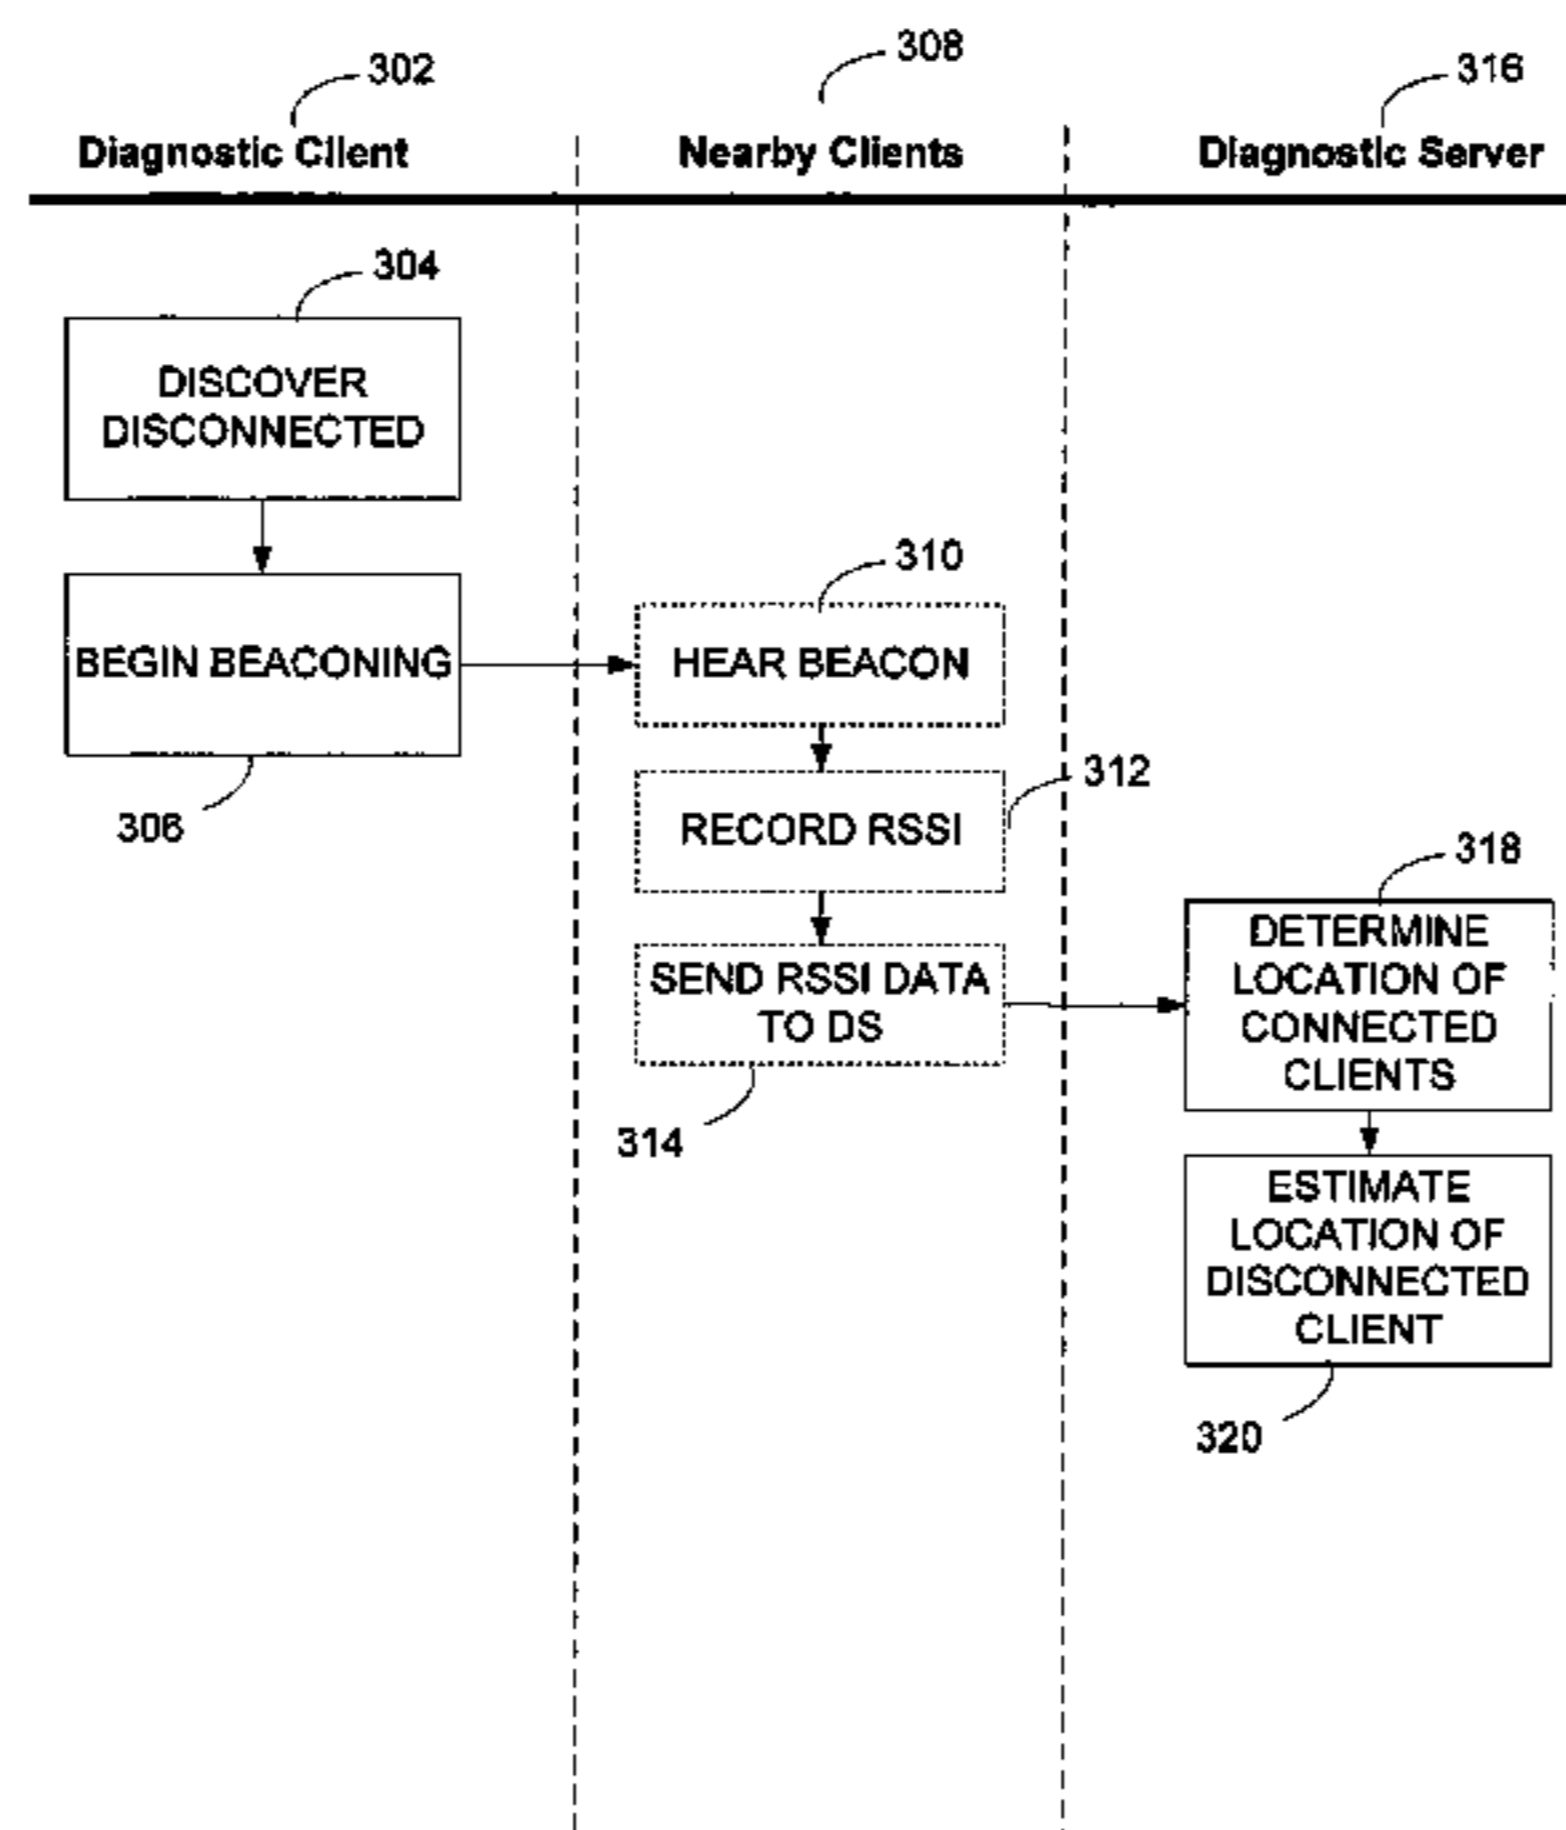 302
308
316
Diagnostic Client
Nearby Clients
Diagnostic Server
304
DISCOVER
DISCONNECTED
BEGIN BEACONING
306
310
HEAR BEACON
312
RECORD RSSI
SEND RSSI DATA
TO DS
314
318
DETERMINE
LOCATION OF
CONNECTED
CLIENTS
ESTIMATE
LOCATION OF
DISCONNECTED
CLIENT
320